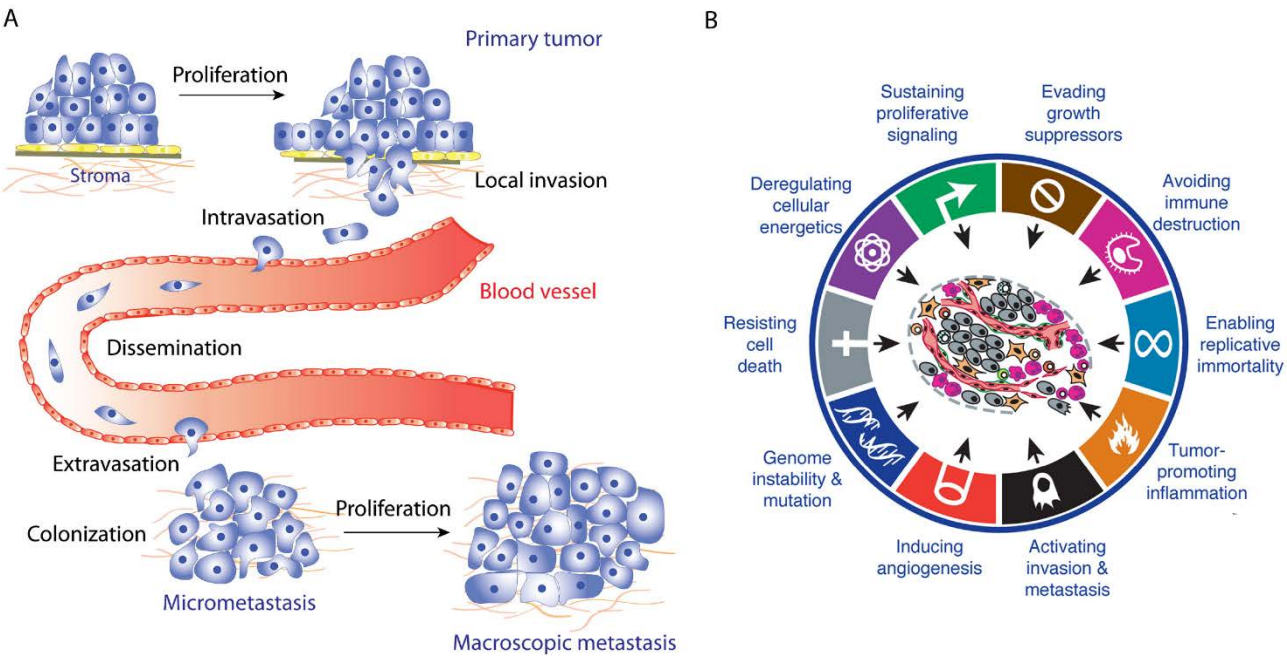 A
Primary tumor
Proliferation
Stroma
Local invasion
Intravasation
Blood vessel
Dissemination
Extravasation
Colonization
Proliferation
Micrometastasis
Macroscopic metastasis
B
Sustaining
proliferative
signaling
Evading
growth
suppressors
Avoiding
immune
destruction
Enabling
replicative
immortality
Tumor-
promoting
inflammation
Activating
invasion &
metastasis
Inducing
angiogenesis
Genome
instability &
mutation
Resisting
cell
death
Deregulating
cellular
energetics